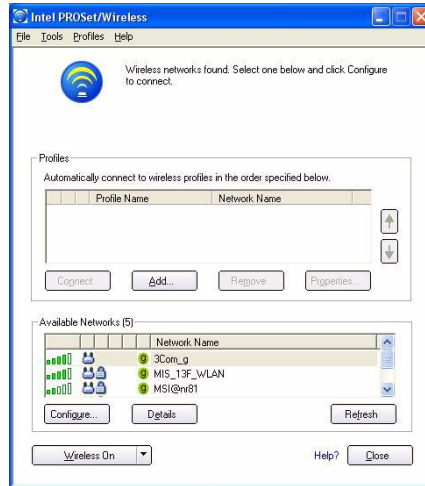 Intel PROSet/Wireless
File Tools Profiles Help
Wireless networks found. Select one below and click Configure
to connect.
Profiles
Automatically connect to wireless profiles in the order specified below.
Profile Name Network Name
Connect Add... Remove Properties...
Available Networks (5)
Network Name
g 3Com_g
g MIS_13F_WLAN
g MSI@nr81
Configure... Details Refresh
Wireless On Help? Close